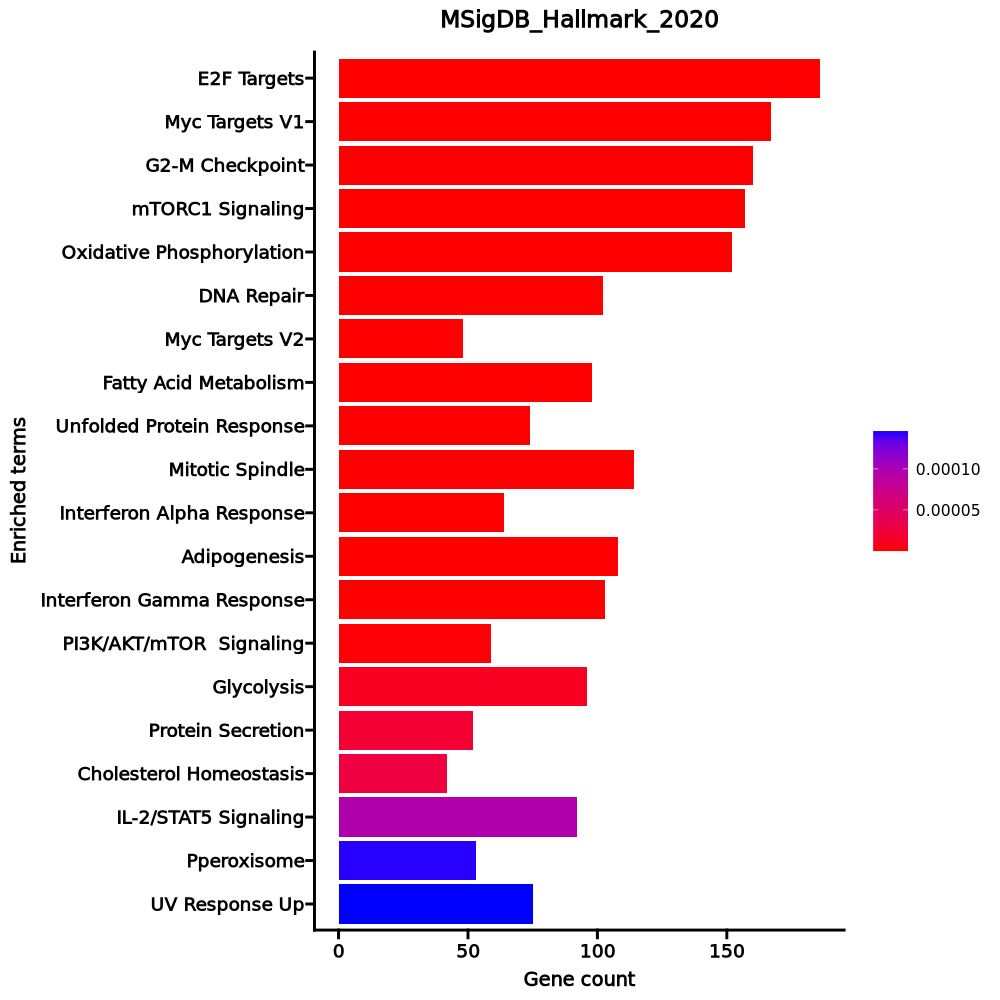 MSigDB_Hallmark_2020
E2F Targets
Myc Targets V1
G2-M Checkpoint
mTORC1 Signaling
Oxidative Phosphorylation
DNA Repair
Myc Targets V2
Fatty Acid Metabolism
Unfolded Protein Response
Mitotic Spindle
Interferon Alpha Response
Adipogenesis
Interferon Gamma Response
PI3K/AKT/mTOR  Signaling
Glycolysis
Protein Secretion
Cholesterol Homeostasis
IL-2/STAT5 Signaling
Pperoxisome
UV Response Up
Enriched terms
0 50 100 150
Gene count
0.00010
0.00005